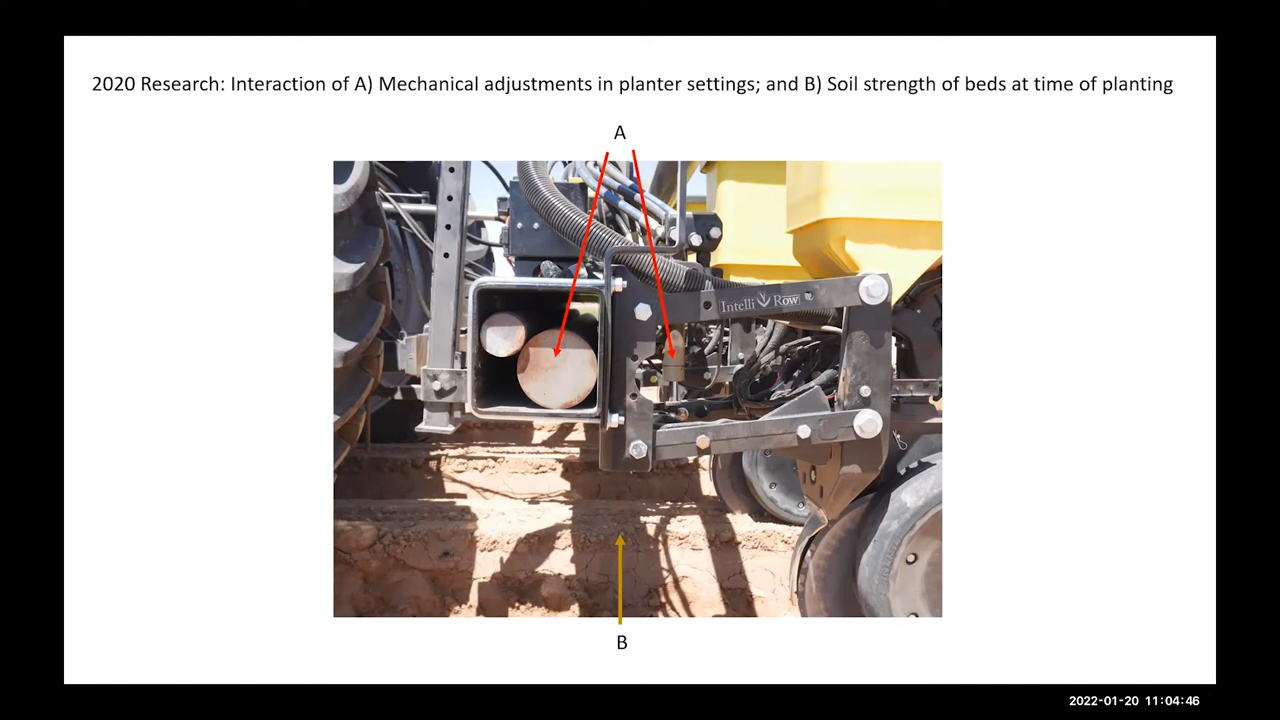 2020 Research: Interaction of A) Mechanical adjustments in planter settings; and B) Soil strength of beds at time of planting
A
Intelli Row
B
2022-01-20 11:04:46